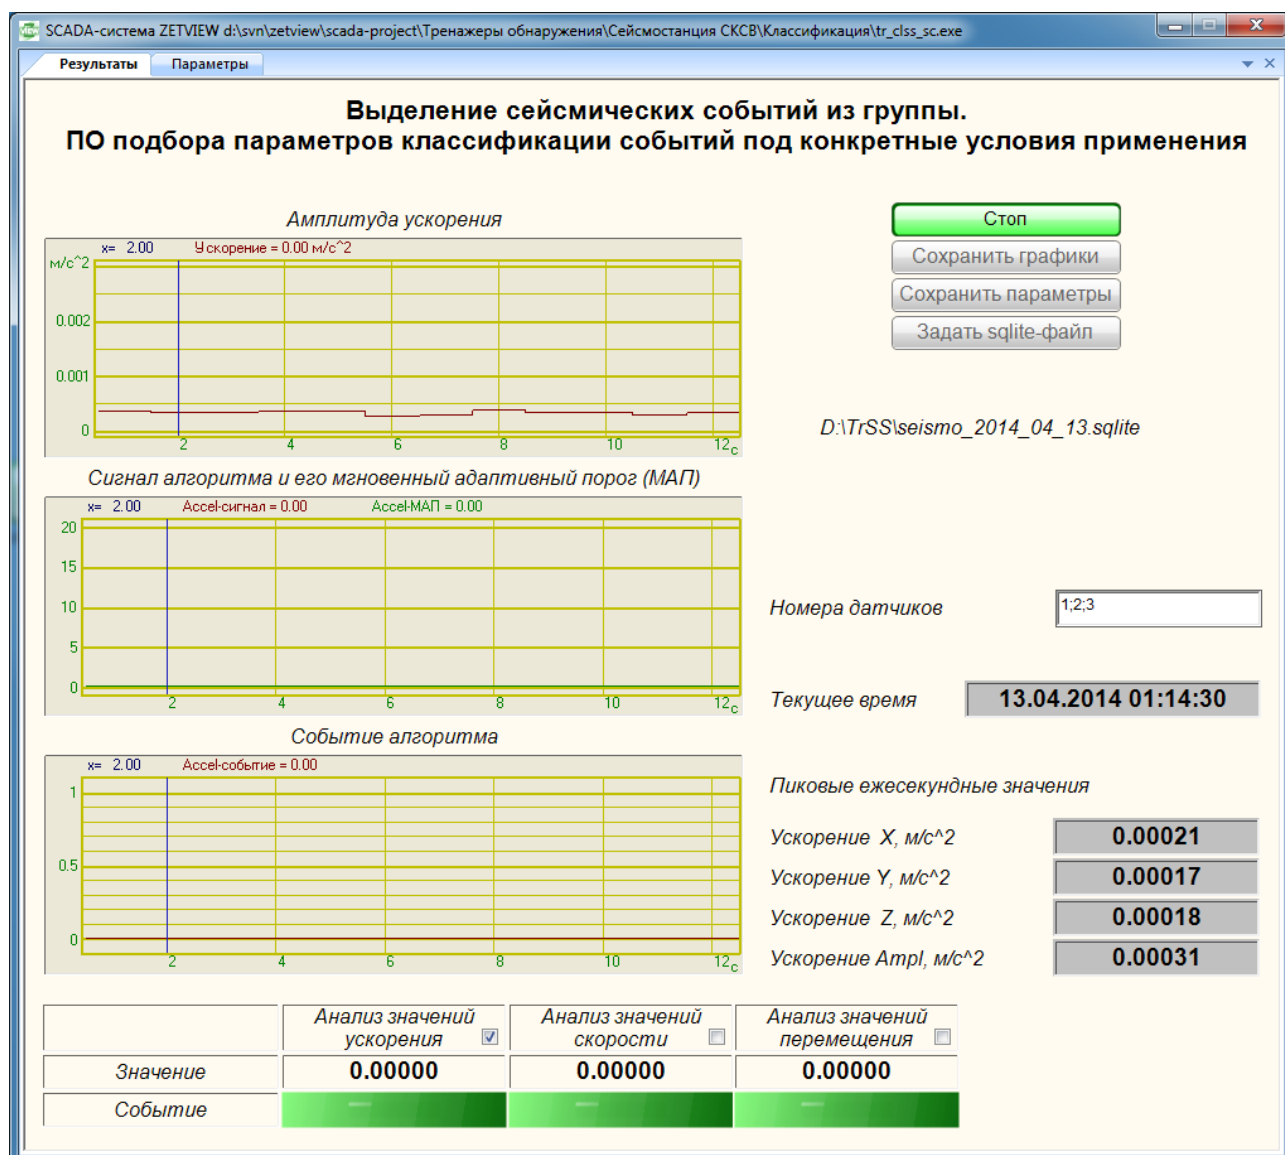 SCADA-система ZETVIEW d:\svn\zetview\scada-project\Тренажеры обнаружения\Сейсмостанция СКСВ\Классификация\tr_clss_sc.exe
Результаты Параметры
Выделение сейсмических событий из группы.
ПО подбора параметров классификации событий под конкретные условия применения
Амплитуда ускорения
x= 2.00 Ускорение = 0.00 м/с^2
м/с^2
0.002
0.001
0
2 4 6 8 10 12 с
Сигнал алгоритма и его мгновенный адаптивный порог (МАП)
x= 2.00 Accel-сигнал = 0.00 Accel-МАП = 0.00
20
15
10
5
0
2 4 6 8 10 12 с
Событие алгоритма
x= 2.00 Accel-событие = 0.00
1
0.5
0
2 4 6 8 10 12 с
Стоп
Сохранить графики
Сохранить параметры
Задать sqlite-файл
D:\TrSS\seismo_2014_04_13.sqlite
Номера датчиков 1;2;3
Текущее время 13.04.2014 01:14:30
Пиковые ежесекундные значения
Ускорение X, м/с^2 0.00021
Ускорение Y, м/с^2 0.00017
Ускорение Z, м/с^2 0.00018
Ускорение Ampl, м/с^2 0.00031
Анализ значений ускорения Анализ значений скорости Анализ значений перемещения
Значение 0.00000 0.00000 0.00000
Событие